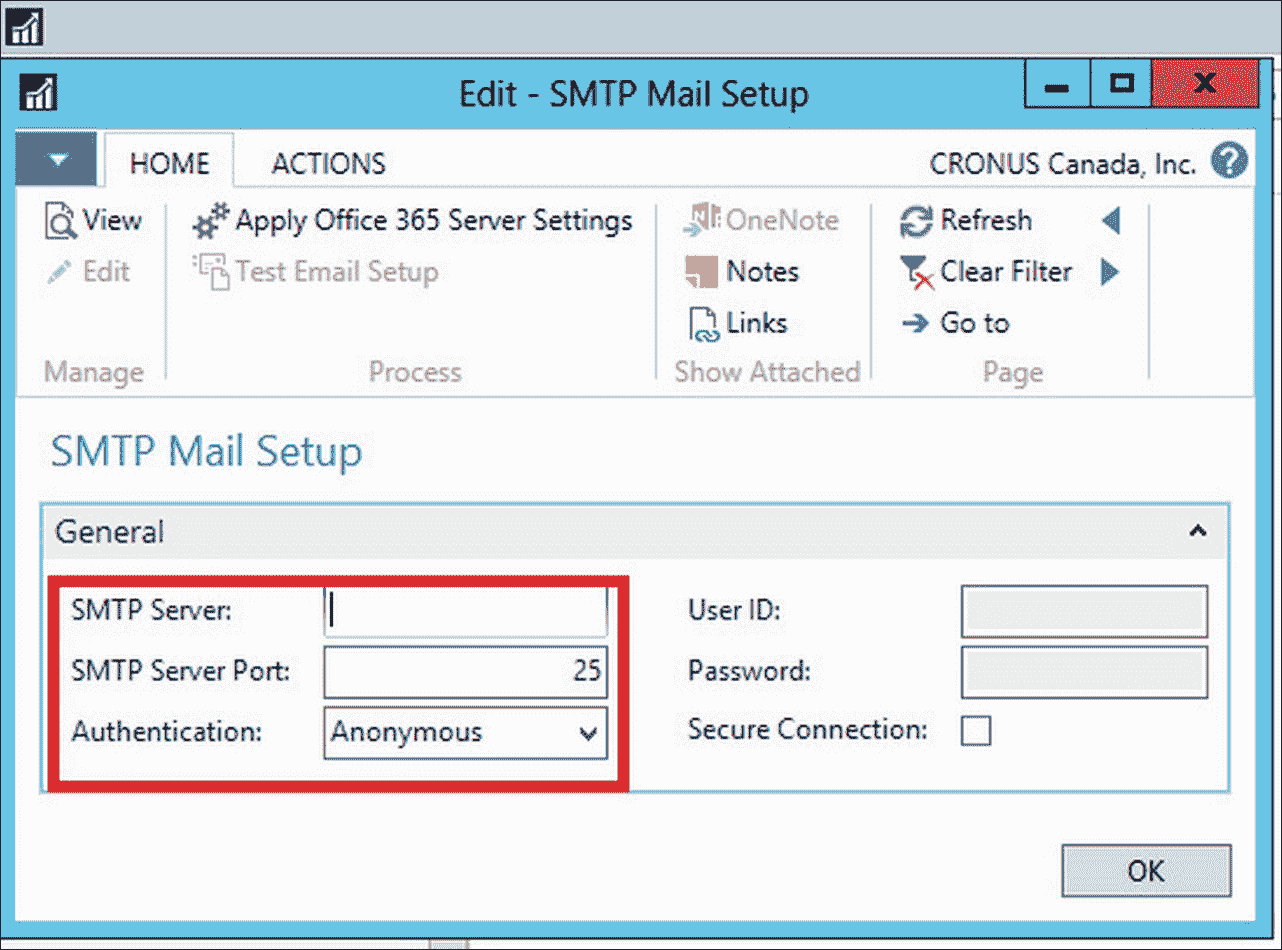 Edit - SMTP Mail Setup
HOME ACTIONS CRONUS Canada, Inc. ?
View Apply Office 365 Server Settings OneNote Refresh
Edit Test Email Setup Notes Clear Filter
Links Go to
Manage Process Show Attached Page
SMTP Mail Setup
General
SMTP Server: User ID:
SMTP Server Port: 25 Password:
Authentication: Anonymous Secure Connection:
OK